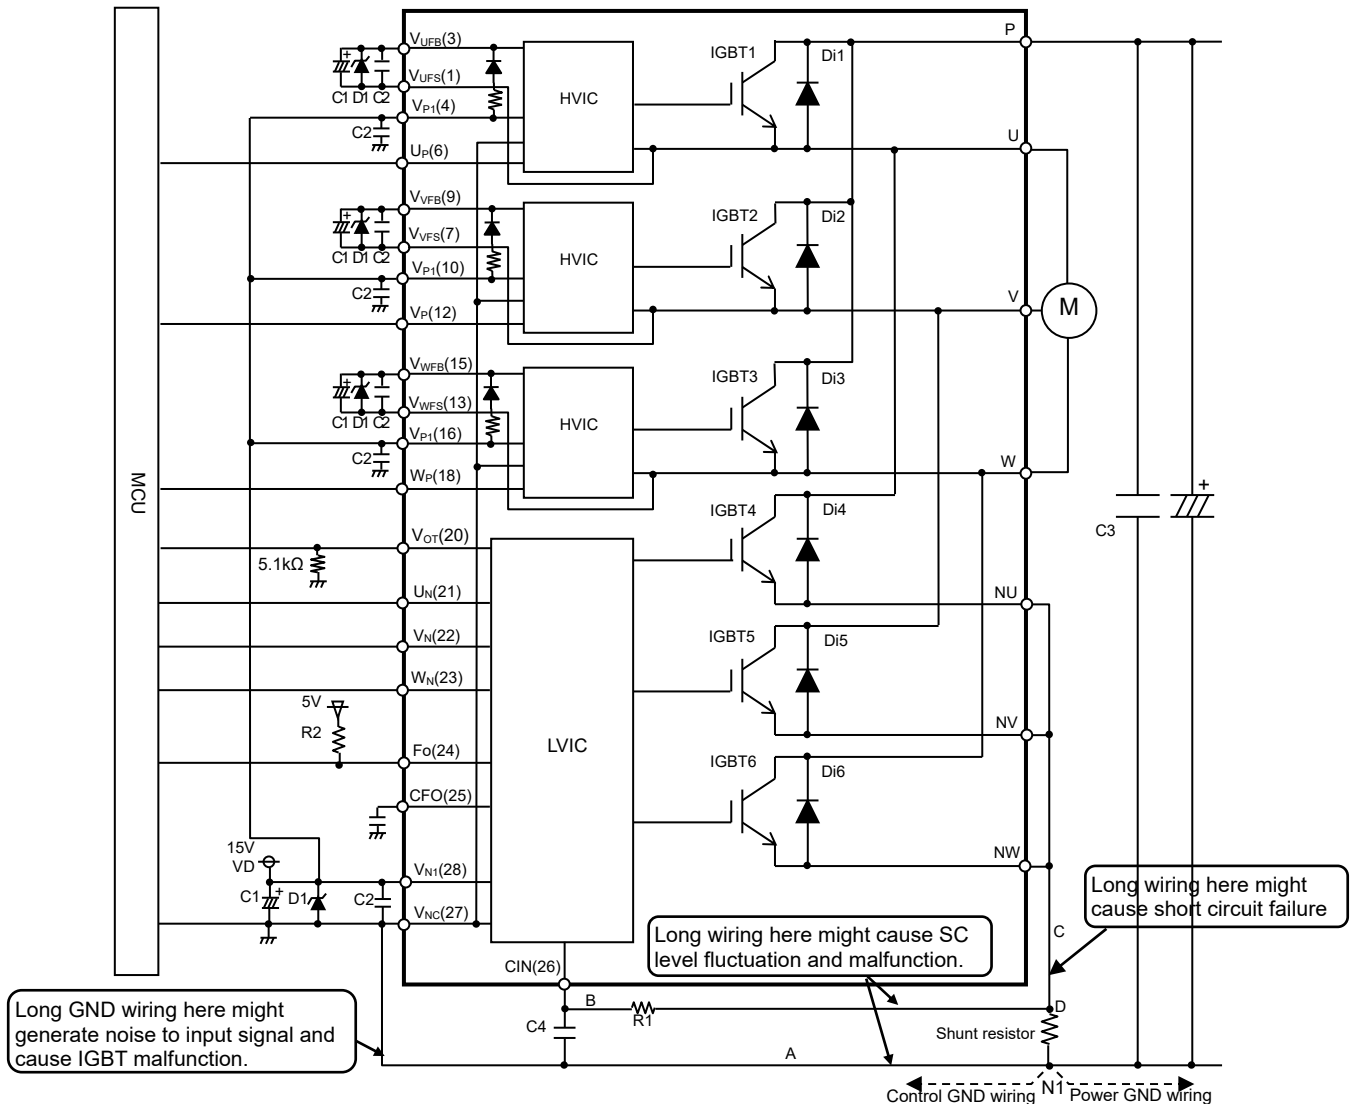 P
VUFB(3)
IGBT1
Di1
VUFS(1)
C1 D1 C2
HVIC
VP1(4)
C2
U
UP(6)
VVFB(9)
IGBT2
Di2
VVFS(7)
C1 D1 C2
HVIC
VP1(10)
C2
V
M
VP(12)
VWFB(15)
IGBT3
Di3
VWFS(13)
C1 D1 C2
HVIC
VP1(16)
C2
W
WP(18)
MCU
+
C3
IGBT4
Di4
VOT(20)
5.1kΩ
UN(21)
NU
IGBT5
Di5
VN(22)
WN(23)
5V
R2
NV
LVIC
Fo(24)
IGBT6
Di6
CFO(25)
15V
VD
NW
VN1(28)
C1
+
D1
C2
VNC(27)
Long wiring here might
cause short circuit failure
C
Long wiring here might cause SC
level fluctuation and malfunction.
CIN(26)
B
R1
D
C4
Shunt resistor
Long GND wiring here might
generate noise to input signal and
cause IGBT malfunction.
A
Control GND wiring
N1
Power GND wiring